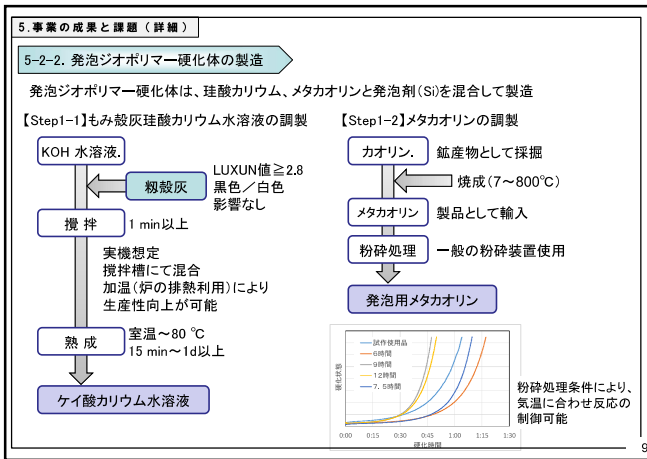 5.事業の成果と課題(詳細)
5-2-2. 発泡ジオポリマー硬化体の製造
発泡ジオポリマー硬化体は、珪酸カリウム、メタカオリンと発泡剤(Si)を混合して製造
【Step1-1】もみ殻灰珪酸カリウム水溶液の調製
KOH 水溶液.
籾殻灰
LUXUN値≧2.8
黒色/白色
影響なし
攪拌
1 min以上
実機想定
攪拌槽にて混合
加温(炉の排熱利用)により
生産性向上が可能
熟成
室温~80 ℃
15 min~1d以上
ケイ酸カリウム水溶液
【Step1-2】メタカオリンの調製
カオリン.
鉱産物として採掘
焼成(7~800℃)
メタカオリン
製品として輸入
粉砕処理
一般の粉砕装置使用
発泡用メタカオリン
硬化状態
試作使用品
6時間
9時間
12時間
7.5時間
0:00 0:15 0:30 0:45 1:00 1:15 1:30
硬化時間
粉砕処理条件により、
気温に合わせ反応の
制御可能
9